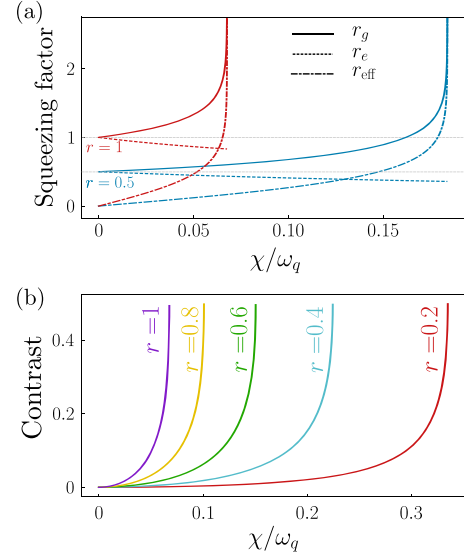 (a)
r_g
r_e
r_eff
Squeezing factor
2
1
0
r = 1
r = 0.5
0.00
0.05
0.10
0.15
χ/ω_q
(b)
Contrast
0.4
0.2
0
r =1
r =0.8
r =0.6
r =0.4
r =0.2
0
0.1
0.2
0.3
χ/ω_q